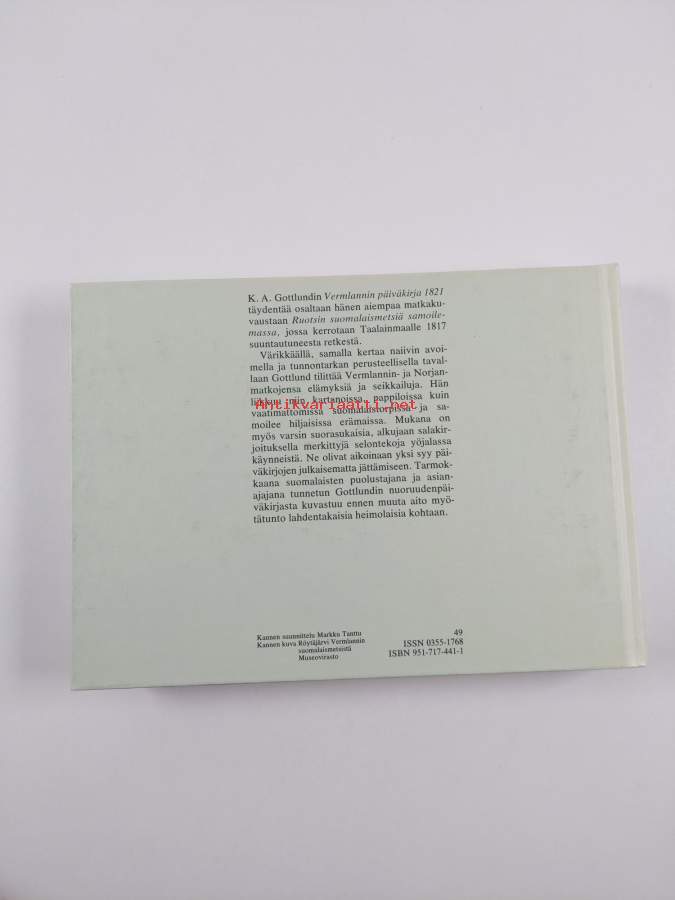 K. A. Gottlundin Vermlannin päiväkirja 1821
täydentää osaltaan hänen aiempaa matkaku-
vaustaan Ruotsin suomalaismetsiä samoile-
massa, jossa kerrotaan Taalainmaalle 1817
suuntautuneesta retkestä.
Värikkäällä, samalla kertaa naiivin avoi-
mella ja tunnontarkan perusteellisella taval-
laan Gottlund tilittää Vermlannin- ja Norjan-
matkojensa elämyksiä ja seikkailuja. Hän
liikkuu niin kartanoissa, pappiloissa kuin
Antikvariaatti.net
vaatimattomissa suomalaistorpissa ja sa-
moilee hiljaisissa erämaissa. Mukana on
myös varsin suorasukaisia, alkujaan salakir-
joituksella merkittyjä selontekoja yöjalassa
käynneistä. Ne olivat aikoinaan yksi syy päi-
väkirjojen julkaisematta jättämiseen. Tarmok-
kaana suomalaisten puolustajana ja asian-
ajajana tunnetun Gottlundin nuoruudenpäi-
väkirjasta kuvastuu ennen muuta aito myö-
tätunto lahdentakaisia heimolaisia kohtaan.
Kannen suunnittelu Markku Tanttu
Kannen kuva Röytäjärvi Vermlannin
suomalaismetsistä
Museovirasto
49
ISSN 0355-1768
ISBN 951-717-441-1